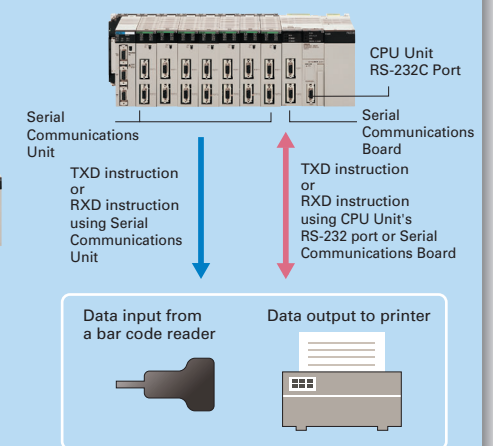 CPU Unit
RS-232C Port
Serial
Communications
Unit
Serial
Communications
Board
TXD instruction
or
RXD instruction
using Serial
Communications
Unit
TXD instruction
or
RXD instruction
using CPU Unit's
RS-232 port or Serial
Communications Board
Data input from
a bar code reader
Data output to printer